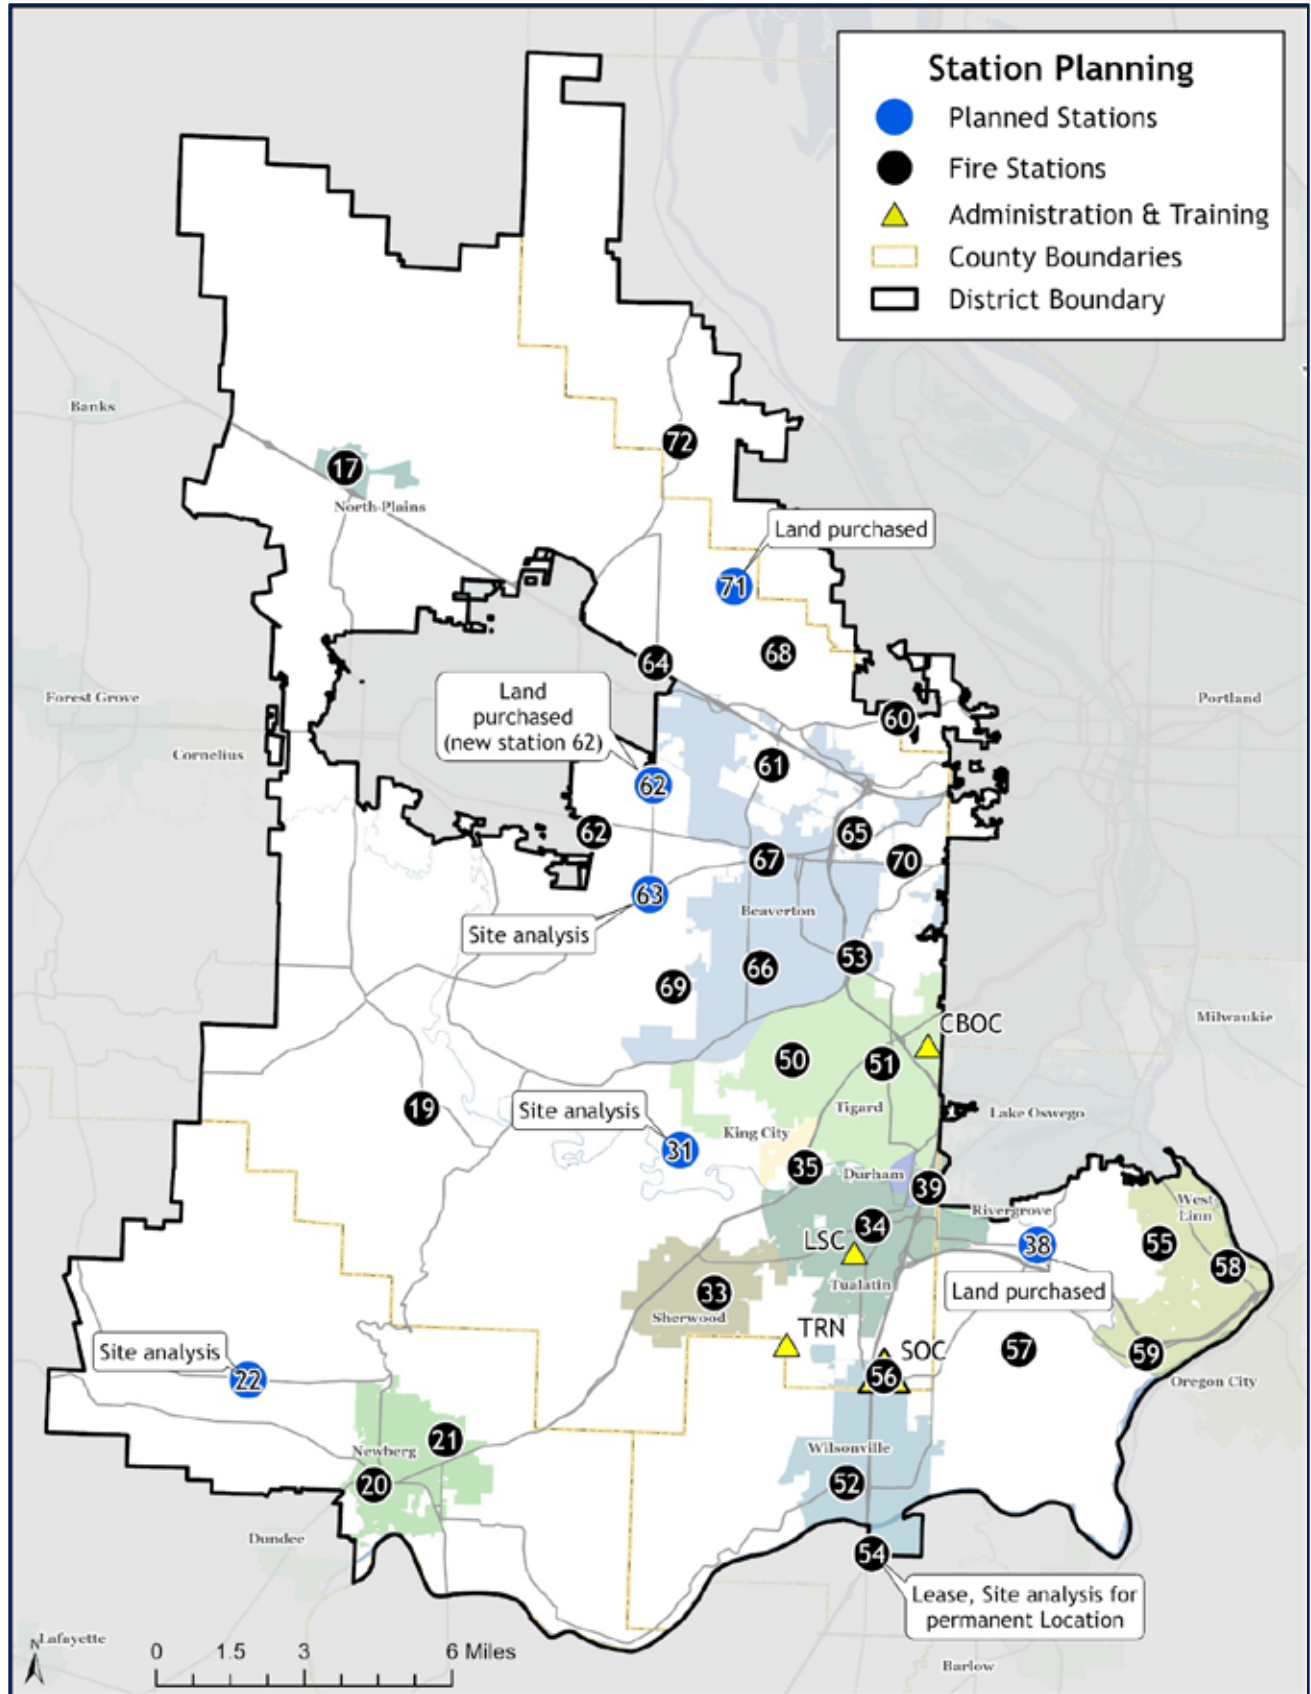 Station Planning
Planned Stations
Fire Stations
Administration & Training
County Boundaries
District Boundary
Banks
72
17
North Plains
Land purchased
71
68
64
Forest Grove
Land
purchased
(new station 62)
Portland
60
Cornelius
61
62
62
65
67
70
63
Beaverton
Site analysis
53
66
69
CBOC
Milwaukie
50
51
19
Site analysis
Tigard
Lake Oswego
King City
31
35
Durham
39
West
Linn
Rivergrove
34
LSC
38
55
58
Tualatin
33
Land purchased
Sherwood
TRN
SOC
57
59
Site analysis
22
56
Oregon City
21
Newberg
Wilsonville
20
52
Dundee
54
Lease, Site analysis for
permanent Location
N
Lafayette
0 1.5 3 6 Miles
Barlow